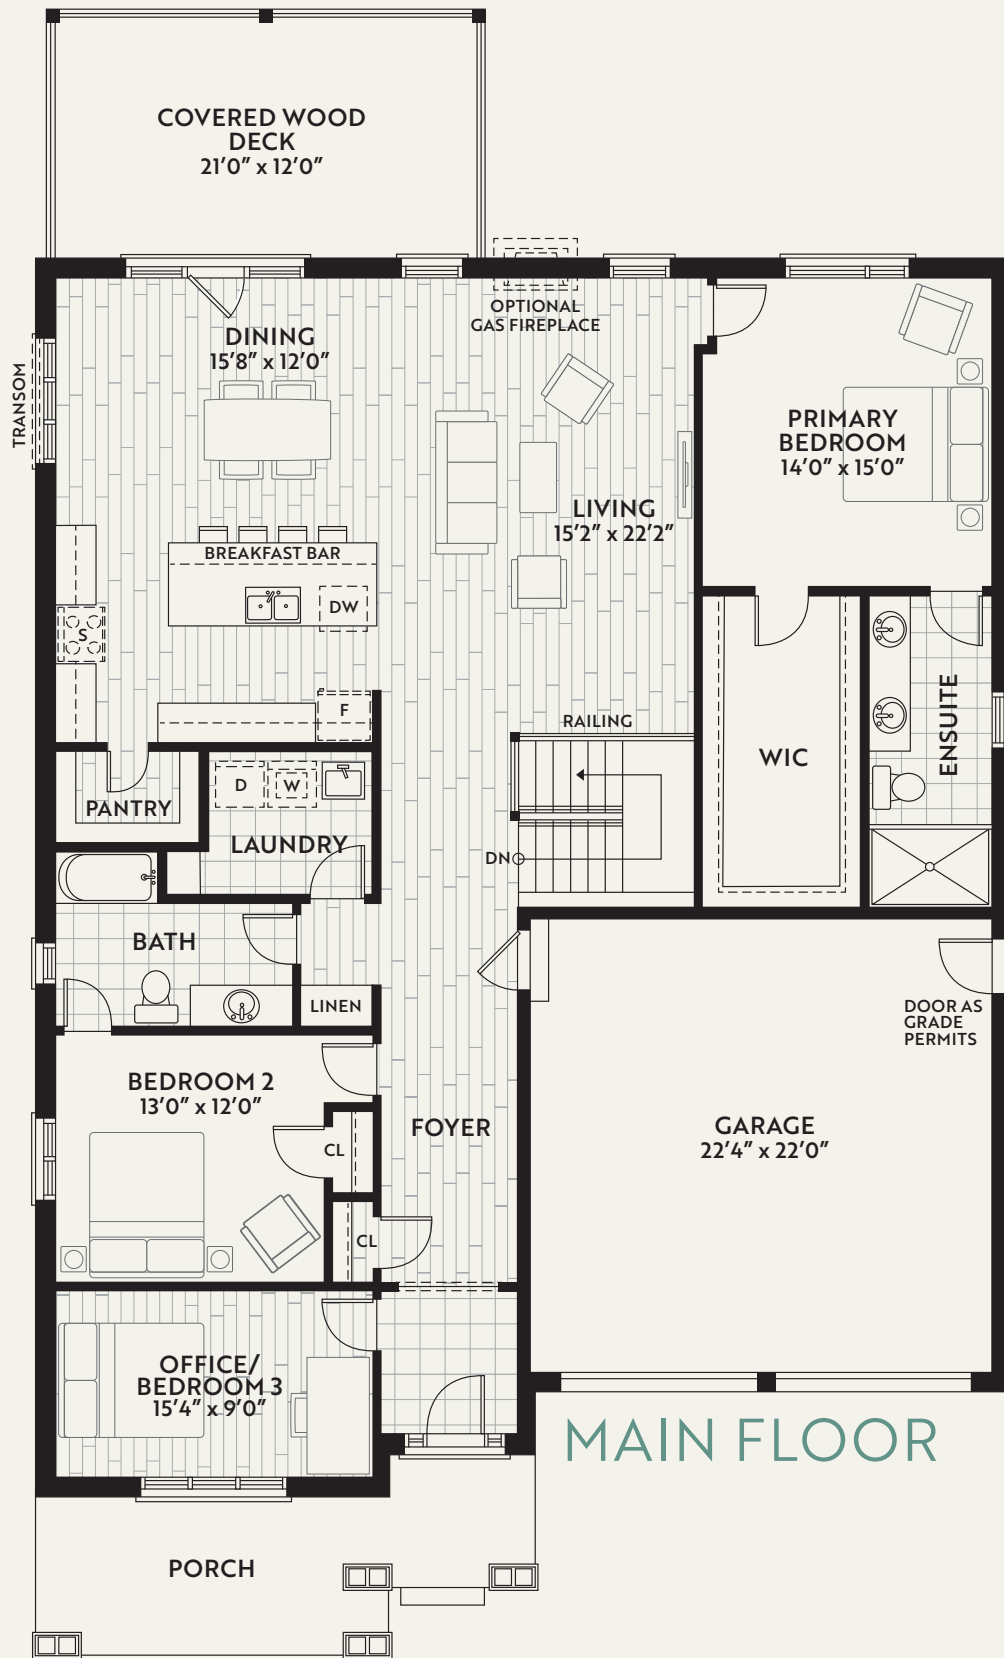 COVERED WOOD
DECK
21'0" x 12'0"
OPTIONAL
GAS FIREPLACE
DINING
15'8" x 12'0"
TRANSOM
PRIMARY
BEDROOM
14'0" x 15'0"
LIVING
15'2" x 22'2"
BREAKFAST BAR
DW
S
F
RAILING
ENSUITE
WIC
D
W
PANTRY
LAUNDRY
DN
BATH
LINEN
DOOR AS
GRADE
PERMITS
BEDROOM 2
13'0" x 12'0"
FOYER
GARAGE
22'4" x 22'0"
CL
CL
OFFICE/
BEDROOM 3
15'4" x 9'0"
MAIN FLOOR
PORCH